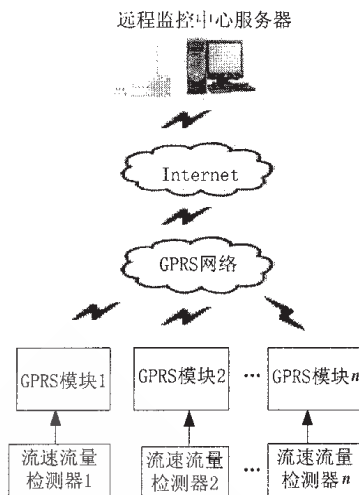 远程监控中心服务器
Internet
GPRS网络
GPRS模块1
GPRS模块2
…
GPRS模块n
流速流量
检测器1
流速流量
检测器2
…
流速流量
检测器n